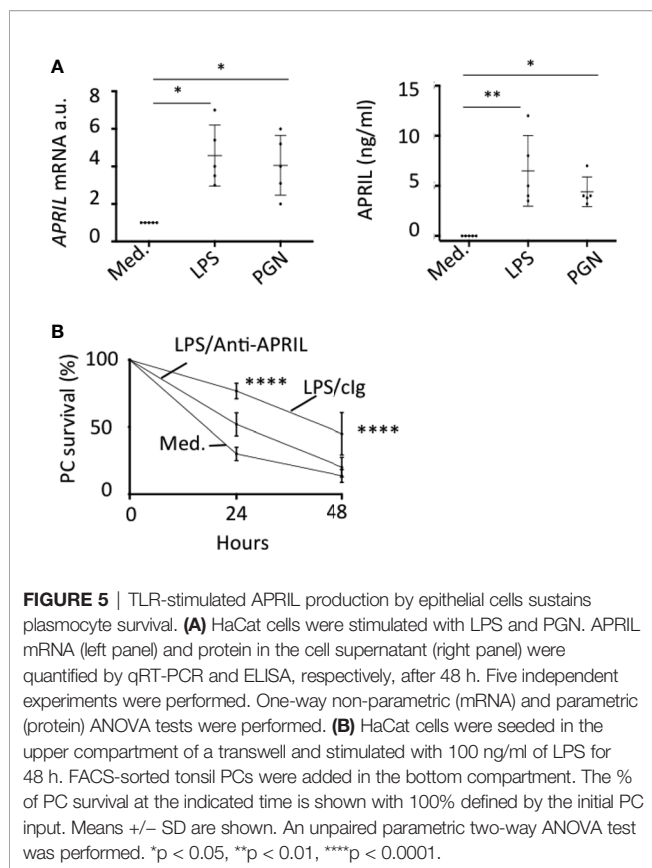 A
* *
8
6
4
2
0
APRIL mRNA a.u.
Med. LPS PGN
** *
15
10
5
0
APRIL (ng/ml)
Med. LPS PGN
B
100
50
0
PC survival (%)
LPS/Anti-APRIL
****
LPS/cIg
****
Med.
0 24 48
Hours
FIGURE 5 | TLR-stimulated APRIL production by epithelial cells sustains
plasmocyte survival. (A) HaCat cells were stimulated with LPS and PGN. APRIL
mRNA (left panel) and protein in the cell supernatant (right panel) were
quantified by qRT-PCR and ELISA, respectively, after 48 h. Five independent
experiments were performed. One-way non-parametric (mRNA) and parametric
(protein) ANOVA tests were performed. (B) HaCat cells were seeded in the
upper compartment of a transwell and stimulated with 100 ng/ml of LPS for
48 h. FACS-sorted tonsil PCs were added in the bottom compartment. The %
of PC survival at the indicated time is shown with 100% defined by the initial PC
input. Means +/− SD are shown. An unpaired parametric two-way ANOVA test
was performed. *p < 0.05, **p < 0.01, ****p < 0.0001.